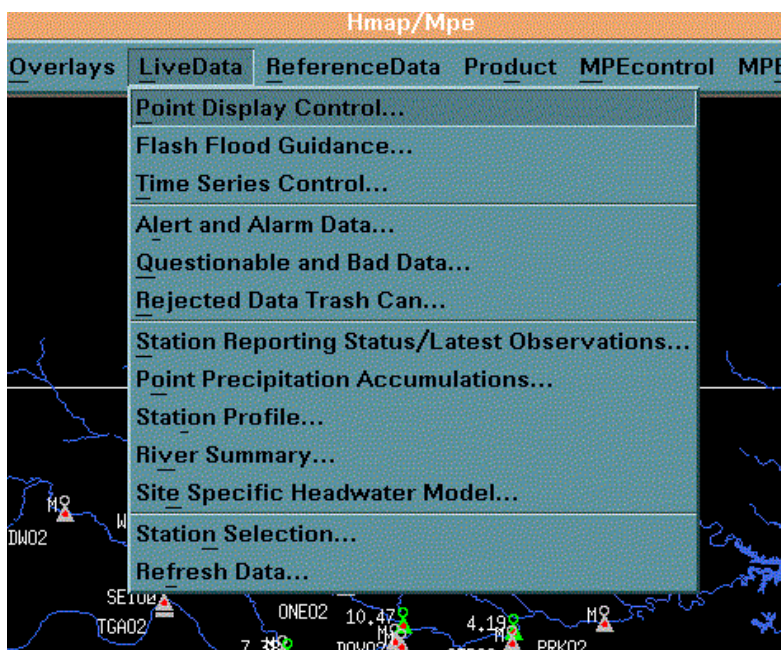 Hmap/Mpe
Overlays LiveData ReferenceData Product MPEcontrol
Point Display Control...
Flash Flood Guidance...
Time Series Control...
Alert and Alarm Data...
Questionable and Bad Data...
Rejected Data Trash Can...
Station Reporting Status/Latest Observations...
Point Precipitation Accumulations...
Station Profile...
River Summary...
Site Specific Headwater Model...
Station Selection...
Refresh Data...
M
DWO2 W
TGAO2 ONEO2 10.47 4.19 M
M M
PRKO2